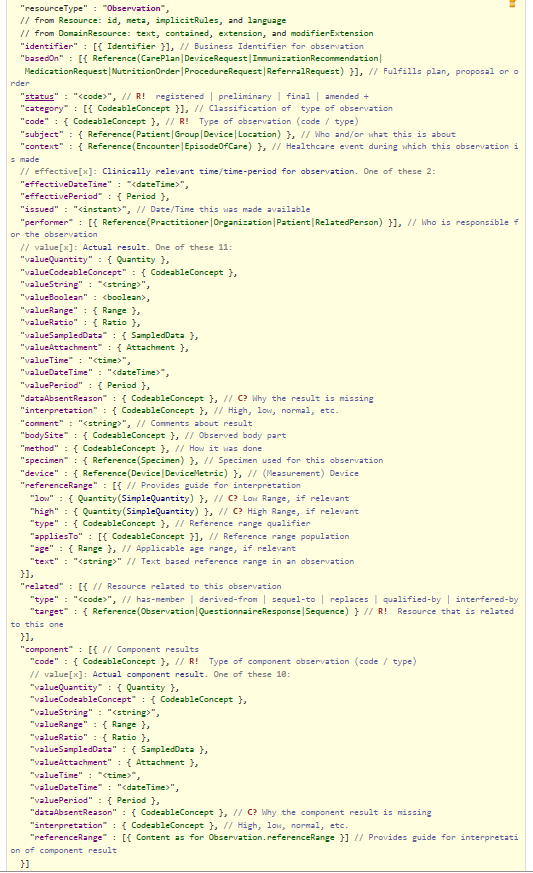 "resourceType" : "Observation",
// from Resource: id, meta, implicitRules, and language
// from DomainResource: text, contained, extension, and modifierExtension
"identifier" : [{ Identifier }], // Business Identifier for observation
"basedOn" : [{ Reference(CarePlan|DeviceRequest|ImmunizationRecommendation|
MedicationRequest|NutritionOrder|ProcedureRequest|ReferralRequest) }], // Fulfills plan, proposal or o
rder
"status" : "<code>", // R!  registered | preliminary | final | amended +
"category" : [{ CodeableConcept }], // Classification of  type of observation
"code" : { CodeableConcept }, // R!  Type of observation (code / type)
"subject" : { Reference(Patient|Group|Device|Location) }, // Who and/or what this is about
"context" : { Reference(Encounter|EpisodeOfCare) }, // Healthcare event during which this observation i
s made
// effective[x]: Clinically relevant time/time-period for observation. One of these 2:
"effectiveDateTime" : "<dateTime>",
"effectivePeriod" : { Period },
"issued" : "<instant>", // Date/Time this was made available
"performer" : [{ Reference(Practitioner|Organization|Patient|RelatedPerson) }], // Who is responsible f
or the observation
// value[x]: Actual result. One of these 11:
"valueQuantity" : { Quantity },
"valueCodeableConcept" : { CodeableConcept },
"valueString" : "<string>",
"valueBoolean" : <boolean>,
"valueRange" : { Range },
"valueRatio" : { Ratio },
"valueSampledData" : { SampledData },
"valueAttachment" : { Attachment },
"valueTime" : "<time>",
"valueDateTime" : "<dateTime>",
"valuePeriod" : { Period },
"dataAbsentReason" : { CodeableConcept }, // C? Why the result is missing
"interpretation" : { CodeableConcept }, // High, low, normal, etc.
"comment" : "<string>", // Comments about result
"bodySite" : { CodeableConcept }, // Observed body part
"method" : { CodeableConcept }, // How it was done
"specimen" : { Reference(Specimen) }, // Specimen used for this observation
"device" : { Reference(Device|DeviceMetric) }, // (Measurement) Device
"referenceRange" : [{ // Provides guide for interpretation
"low" : { Quantity(SimpleQuantity) }, // C? Low Range, if relevant
"high" : { Quantity(SimpleQuantity) }, // C? High Range, if relevant
"type" : { CodeableConcept }, // Reference range qualifier
"appliesTo" : [{ CodeableConcept }], // Reference range population
"age" : { Range }, // Applicable age range, if relevant
"text" : "<string>" // Text based reference range in an observation
}],
"related" : [{ // Resource related to this observation
"type" : "<code>", // has-member | derived-from | sequel-to | replaces | qualified-by | interfered-by
"target" : { Reference(Observation|QuestionnaireResponse|Sequence) } // R!  Resource that is related
to this one
}],
"component" : [{ // Component results
"code" : { CodeableConcept }, // R!  Type of component observation (code / type)
// value[x]: Actual component result. One of these 10:
"valueQuantity" : { Quantity },
"valueCodeableConcept" : { CodeableConcept },
"valueString" : "<string>",
"valueRange" : { Range },
"valueRatio" : { Ratio },
"valueSampledData" : { SampledData },
"valueAttachment" : { Attachment },
"valueTime" : "<time>",
"valueDateTime" : "<dateTime>",
"valuePeriod" : { Period },
"dataAbsentReason" : { CodeableConcept }, // C? Why the component result is missing
"interpretation" : { CodeableConcept }, // High, low, normal, etc.
"referenceRange" : [{ Content as for Observation.referenceRange }] // Provides guide for interpretati
on of component result
}]